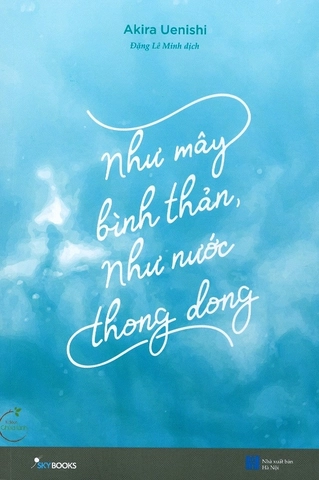 Akira Uenishi
Đặng Lê Minh dịch
Như mây
bình thản,
Như nước
thong dong
SKYBOOKS
Nhà xuất bản
Hà Nội